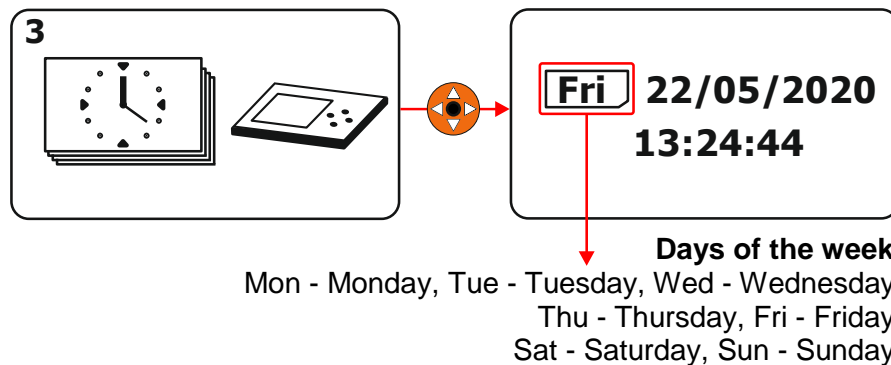 3
Fri 22/05/2020
13:24:44
Days of the week
Mon - Monday, Tue - Tuesday, Wed - Wednesday
Thu - Thursday, Fri - Friday
Sat - Saturday, Sun - Sunday